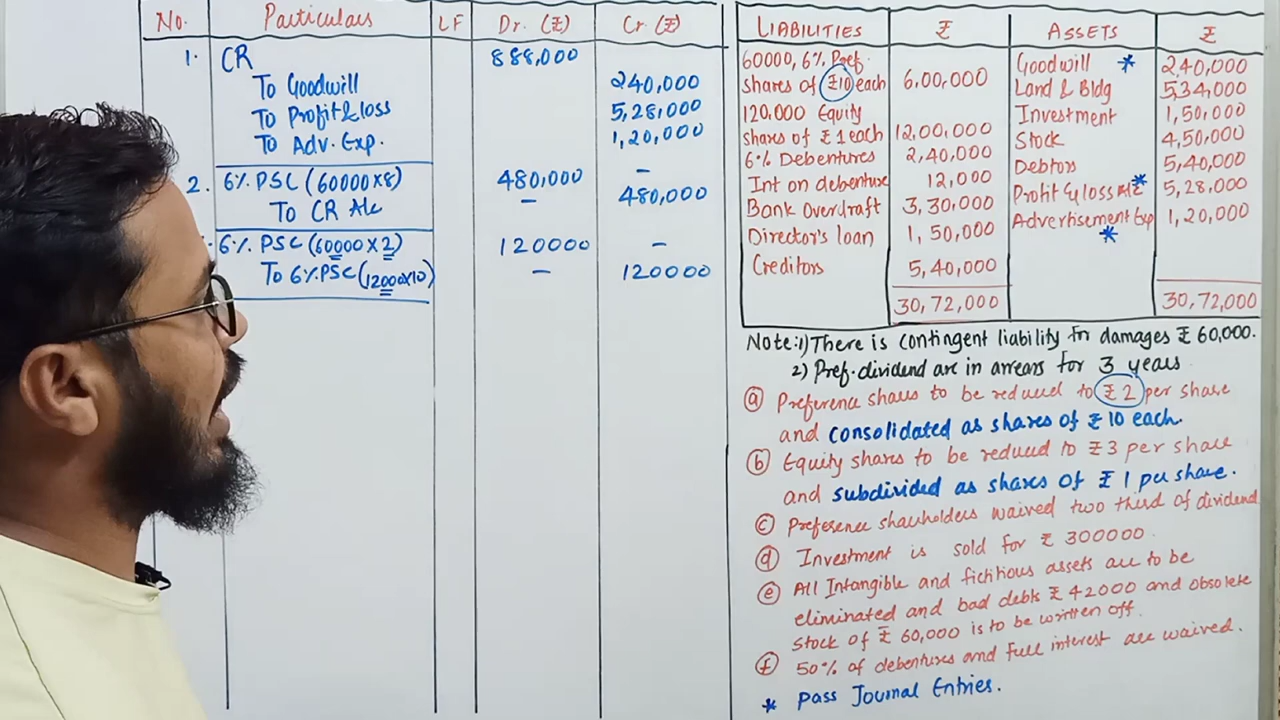 No. Particulars LF Dr. (₹) Cr. (₹)
1. CR 888,000
To Goodwill 240,000
To Profit & loss 5,28,000
To Adv. Exp. 1,20,000
2. 6% PSC (60000x8) 480,000 -
To CR A/c - 480,000
6% PSC (60000 x 2) 120000 -
To 6% PSC (12000x10) - 120000
LIABILITIES ₹ ASSETS ₹
60000, 6% Pref.
shares of ₹10 each 6,00,000
120,000 Equity
shares of ₹ 1 each 12,00,000
6% Debentures 2,40,000
Int on debenture 12,000
Bank Overdraft 3,30,000
Director's loan 1,50,000
Creditors 5,40,000
30,72,000
Goodwill * 2,40,000
Land & Bldg 5,34,000
Investment 1,50,000
Stock 4,50,000
Debtors 5,40,000
Profit & loss A/c * 5,28,000
Advertisement Exp 1,20,000
*
30,72,000
Note: 1) There is contingent liability for damages ₹ 60,000.
2) Pref. dividend are in arrears for 3 years
(a) Preference shares to be reduced to ₹ 2 per share
and consolidated as shares of ₹ 10 each.
(b) Equity shares to be reduced to ₹ 3 per share
and subdivided as shares of ₹ 1 per share.
(c) Preference shareholders waived two third of dividend
(d) Investment is sold for ₹ 300000.
(e) All Intangible and fictitious assets are to be
eliminated and bad debts ₹ 42000 and obsolete
stock of ₹ 60,000 is to be written off.
(f) 50% of debentures and full interest are waived.
* Pass Journal Entries.